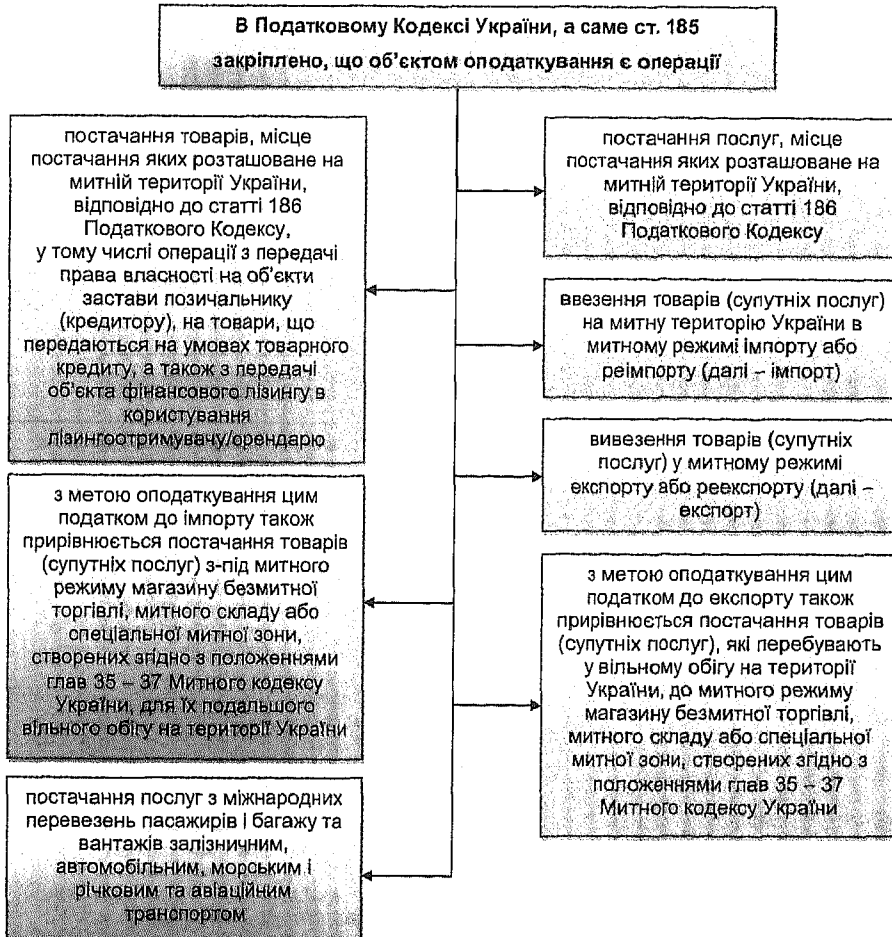 В Податковому Кодексі України, а саме ст. 185
закріплено, що об'єктом оподаткування є операції
постачання товарів, місце
постачання яких розташоване на
митній території України,
відповідно до статті 186
Податкового Кодексу,
у тому числі операції з передачі
права власності на об'єкти
застави позичальнику
(кредитору), на товари, що
передаються на умовах товарного
кредиту, а також з передачі
об'єкта фінансового лізингу в
користування
лізингоотримувачу/орендарю
з метою оподаткування цим
податком до імпорту також
прирівнюється постачання товарів
(супутніх послуг) з-під митного
режиму магазину безмитної
торгівлі, митного складу або
спеціальної митної зони,
створених згідно з положеннями
глав 35 – 37 Митного кодексу
України, для їх подальшого
вільного обігу на території України
постачання послуг з міжнародних
перевезень пасажирів і багажу та
вантажів залізничним,
автомобільним, морським і
річковим та авіаційним
транспортом
постачання послуг, місце
постачання яких розташоване на
митній території України,
відповідно до статті 186
Податкового Кодексу
ввезення товарів (супутніх послуг)
на митну територію України в
митному режимі імпорту або
реімпорту (далі – імпорт)
вивезення товарів (супутніх
послуг) у митному режимі
експорту або реекспорту (далі –
експорт)
з метою оподаткування цим
податком до експорту також
прирівнюється постачання товарів
(супутніх послуг), які перебувають
у вільному обігу на території
України, до митного режиму
магазину безмитної торгівлі,
митного складу або спеціальної
митної зони, створених згідно з
положеннями глав 35 – 37
Митного кодексу України